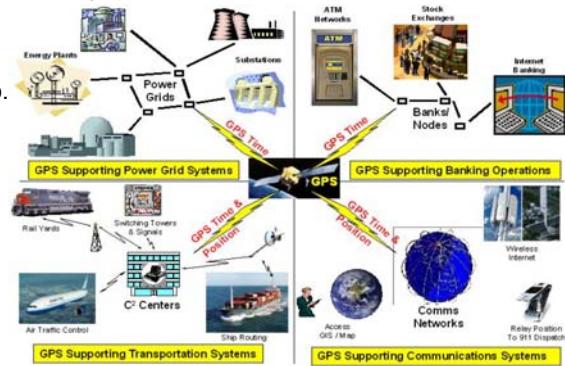 Energy Plants
Power
Grids
Substations
GPS Time
GPS Supporting Power Grid Systems
ATM
Networks
ATM
Stock
Exchanges
Internet
Banking
Banks/
Nodes
GPS Time
GPS Supporting Banking Operations
GPS
Rail Yards
Switching Towers
& Signals
GPS Time &
Position
C² Centers
Air Traffic Control
Ship Routing
GPS Supporting Transportation Systems
GPS Time &
Position
Wireless
Internet
Access
GIS / Map
Comms
Networks
Relay Position
To 911 Dispatch
GPS Supporting Communications Systems